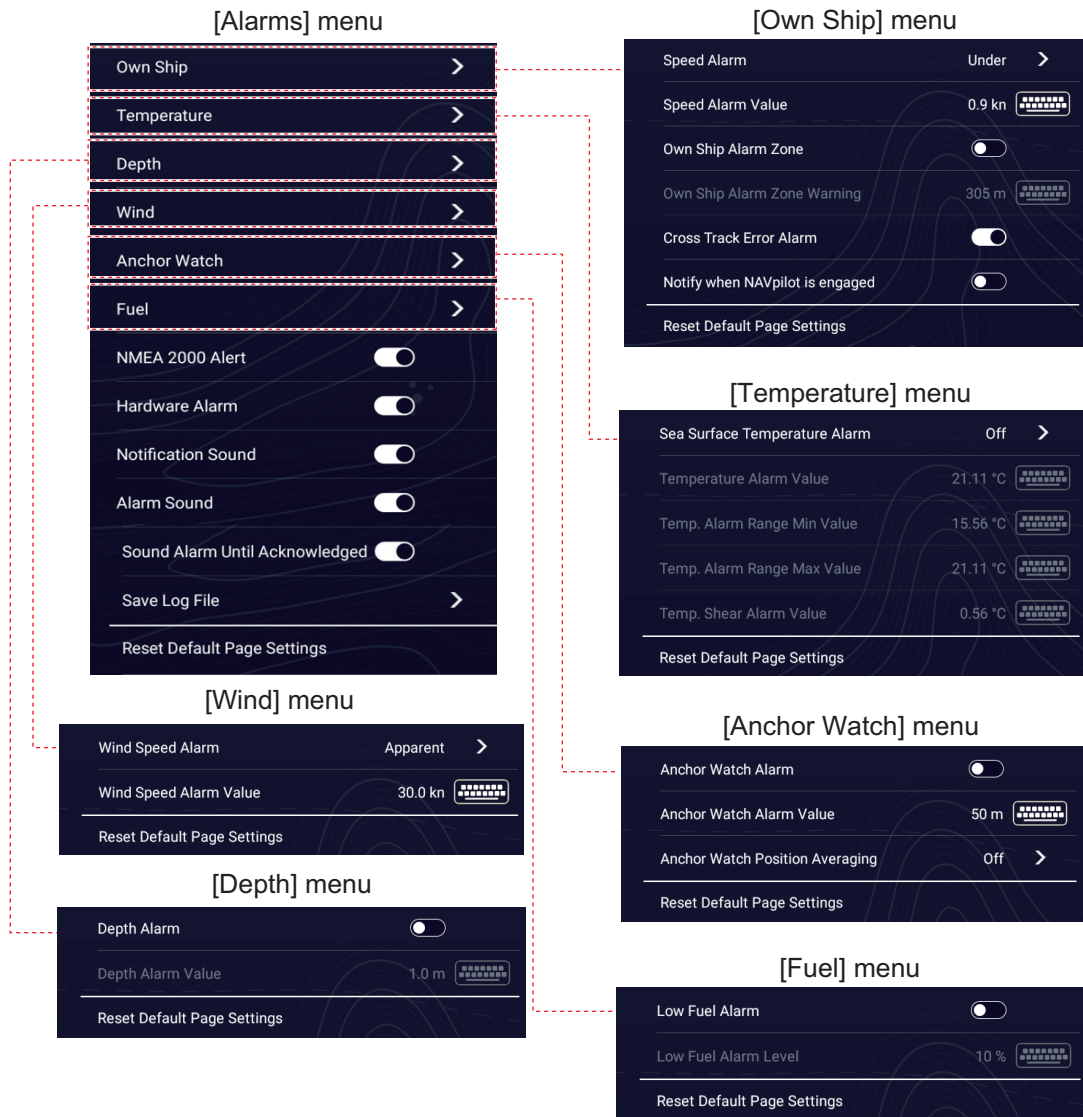 [Alarms] menu
Own Ship
Temperature
Depth
Wind
Anchor Watch
Fuel
NMEA 2000 Alert
Hardware Alarm
Notification Sound
Alarm Sound
Sound Alarm Until Acknowledged
Save Log File
Reset Default Page Settings
[Wind] menu
Wind Speed Alarm Apparent
Wind Speed Alarm Value 30.0 kn
Reset Default Page Settings
[Depth] menu
Depth Alarm
Depth Alarm Value 1.0 m
Reset Default Page Settings
[Own Ship] menu
Speed Alarm Under
Speed Alarm Value 0.9 kn
Own Ship Alarm Zone
Own Ship Alarm Zone Warning 305 m
Cross Track Error Alarm
Notify when NAVpilot is engaged
Reset Default Page Settings
[Temperature] menu
Sea Surface Temperature Alarm Off
Temperature Alarm Value 21.11 °C
Temp. Alarm Range Min Value 15.56 °C
Temp. Alarm Range Max Value 21.11 °C
Temp. Shear Alarm Value 0.56 °C
Reset Default Page Settings
[Anchor Watch] menu
Anchor Watch Alarm
Anchor Watch Alarm Value 50 m
Anchor Watch Position Averaging Off
Reset Default Page Settings
[Fuel] menu
Low Fuel Alarm
Low Fuel Alarm Level 10 %
Reset Default Page Settings